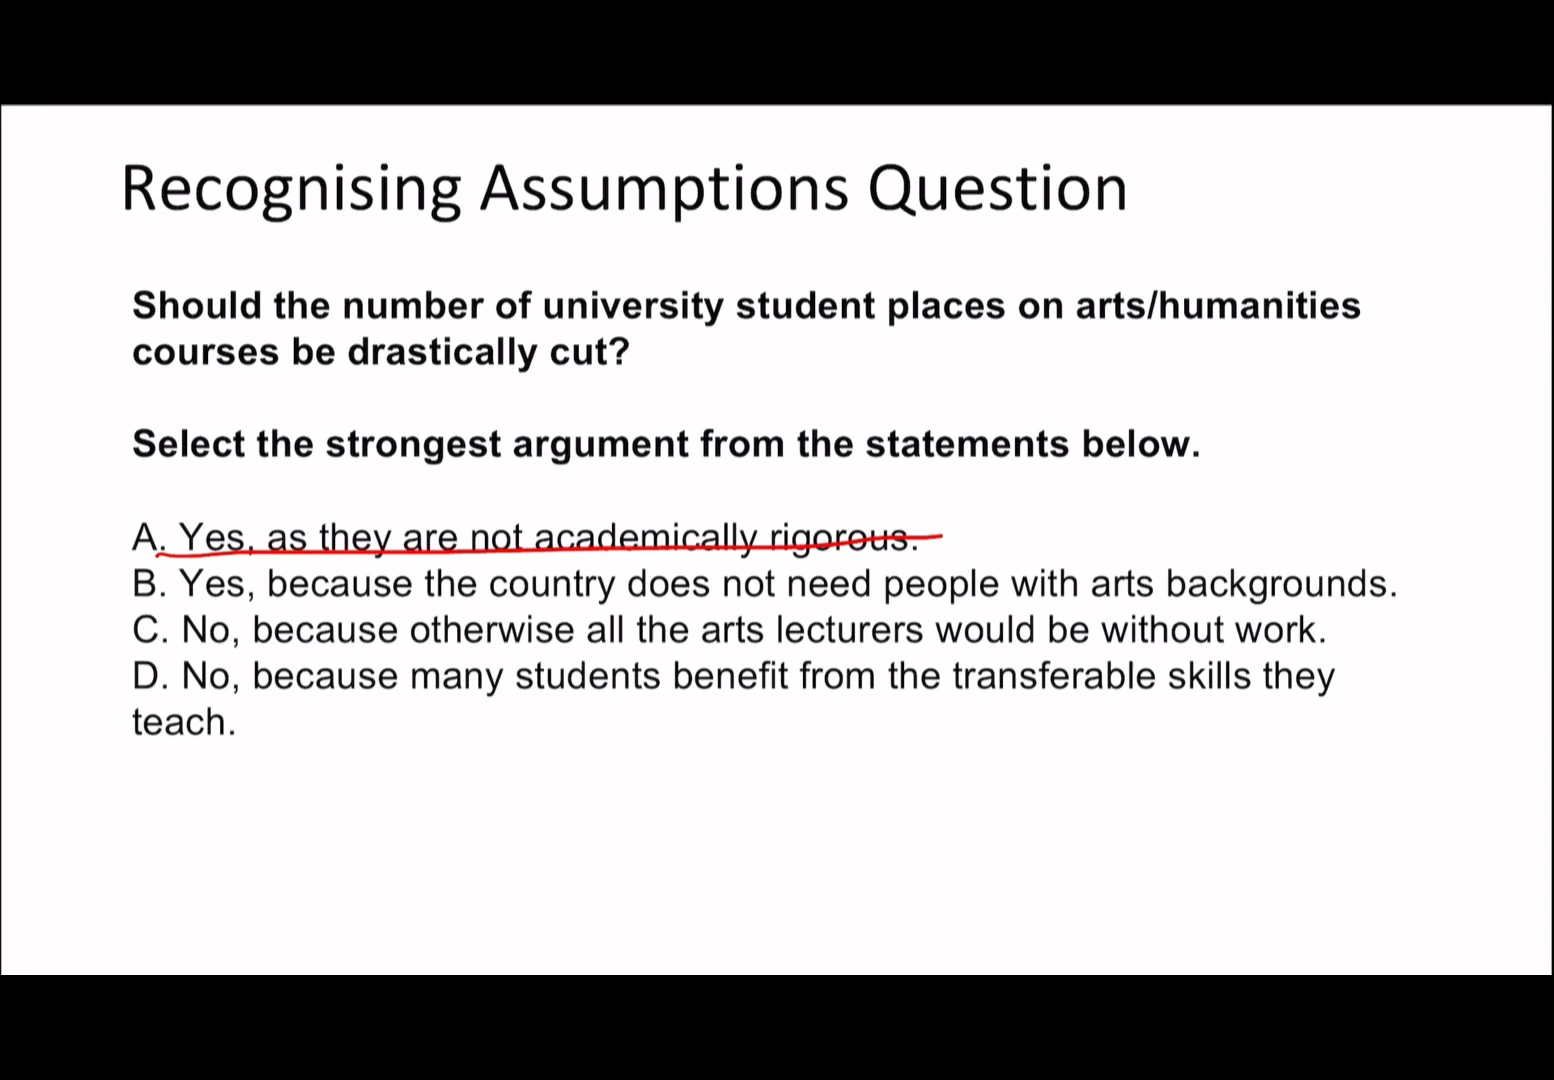 Recognising Assumptions Question
Should the number of university student places on arts/humanities
courses be drastically cut?
Select the strongest argument from the statements below.
A. Yes, as they are not academically rigorous.
B. Yes, because the country does not need people with arts backgrounds.
C. No, because otherwise all the arts lecturers would be without work.
D. No, because many students benefit from the transferable skills they
teach.